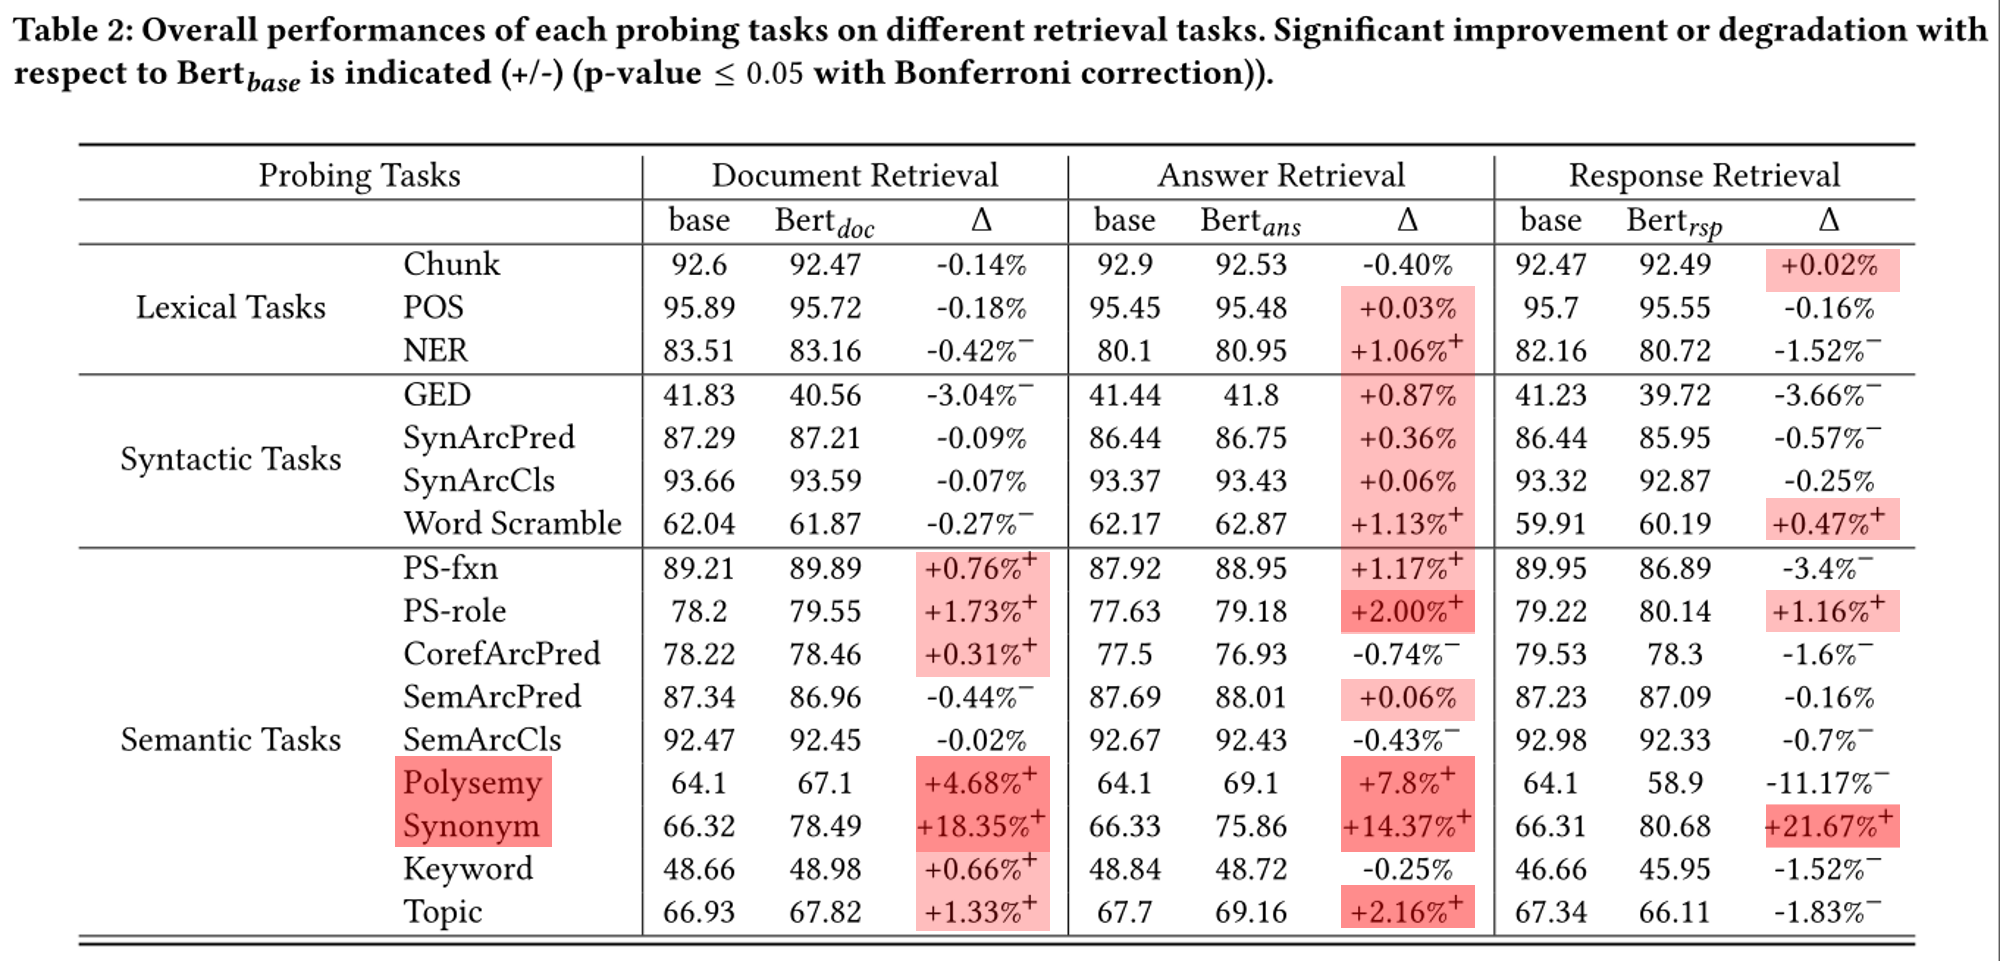 Table 2: Overall performances of each probing tasks on different retrieval tasks. Significant improvement or degradation with
respect to Bert_base is indicated (+/-) (p-value ≤ 0.05 with Bonferroni correction)).
Probing Tasks Document Retrieval Answer Retrieval Response Retrieval
base Bert_doc Δ base Bert_ans Δ base Bert_rsp Δ
Chunk 92.6 92.47 -0.14% 92.9 92.53 -0.40% 92.47 92.49 +0.02%
Lexical Tasks POS 95.89 95.72 -0.18% 95.45 95.48 +0.03% 95.7 95.55 -0.16%
NER 83.51 83.16 -0.42%⁻ 80.1 80.95 +1.06%⁺ 82.16 80.72 -1.52%⁻
GED 41.83 40.56 -3.04%⁻ 41.44 41.8 +0.87% 41.23 39.72 -3.66%⁻
SynArcPred 87.29 87.21 -0.09% 86.44 86.75 +0.36% 86.44 85.95 -0.57%⁻
Syntactic Tasks
SynArcCls 93.66 93.59 -0.07% 93.37 93.43 +0.06% 93.32 92.87 -0.25%
Word Scramble 62.04 61.87 -0.27%⁻ 62.17 62.87 +1.13%⁺ 59.91 60.19 +0.47%⁺
PS-fxn 89.21 89.89 +0.76%⁺ 87.92 88.95 +1.17%⁺ 89.95 86.89 -3.4%⁻
PS-role 78.2 79.55 +1.73%⁺ 77.63 79.18 +2.00%⁺ 79.22 80.14 +1.16%⁺
CorefArcPred 78.22 78.46 +0.31%⁺ 77.5 76.93 -0.74%⁻ 79.53 78.3 -1.6%⁻
SemArcPred 87.34 86.96 -0.44%⁻ 87.69 88.01 +0.06% 87.23 87.09 -0.16%
Semantic Tasks SemArcCls 92.47 92.45 -0.02% 92.67 92.43 -0.43%⁻ 92.98 92.33 -0.7%⁻
Polysemy 64.1 67.1 +4.68%⁺ 64.1 69.1 +7.8%⁺ 64.1 58.9 -11.17%⁻
Synonym 66.32 78.49 +18.35%⁺ 66.33 75.86 +14.37%⁺ 66.31 80.68 +21.67%⁺
Keyword 48.66 48.98 +0.66%⁺ 48.84 48.72 -0.25% 46.66 45.95 -1.52%⁻
Topic 66.93 67.82 +1.33%⁺ 67.7 69.16 +2.16%⁺ 67.34 66.11 -1.83%⁻